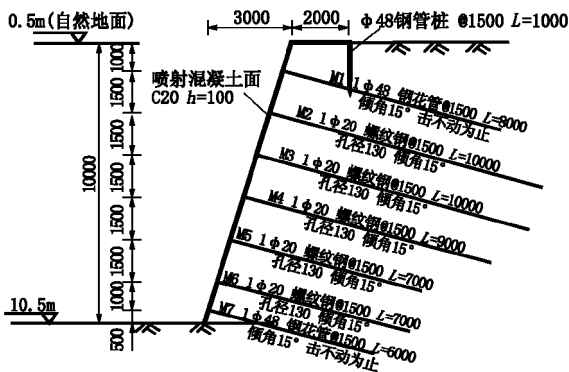 3000
2000
φ48钢管桩 @1500 L=1000
0.5m(自然地面)
1000
1500
1500
1500
1500
1500
1000
500
10000
10.5m
喷射混凝土面
C20 h=100
M1 1φ48 钢花管@1500 L=8000
倾角15° 击不动为止
M2 1φ20 螺纹钢@1500 L=10000
孔径130 倾角15°
M3 1φ20 螺纹钢@1500 L=10000
孔径130 倾角15°
M4 1φ20 螺纹钢@1500 L=9000
孔径130 倾角15°
M5 1φ20 螺纹钢@1500 L=7000
孔径130 倾角15°
M6 1φ20 螺纹钢@1500 L=7000
孔径130 倾角15°
M7 1φ48 钢花管@1500 L=6000
倾角15° 击不动为止